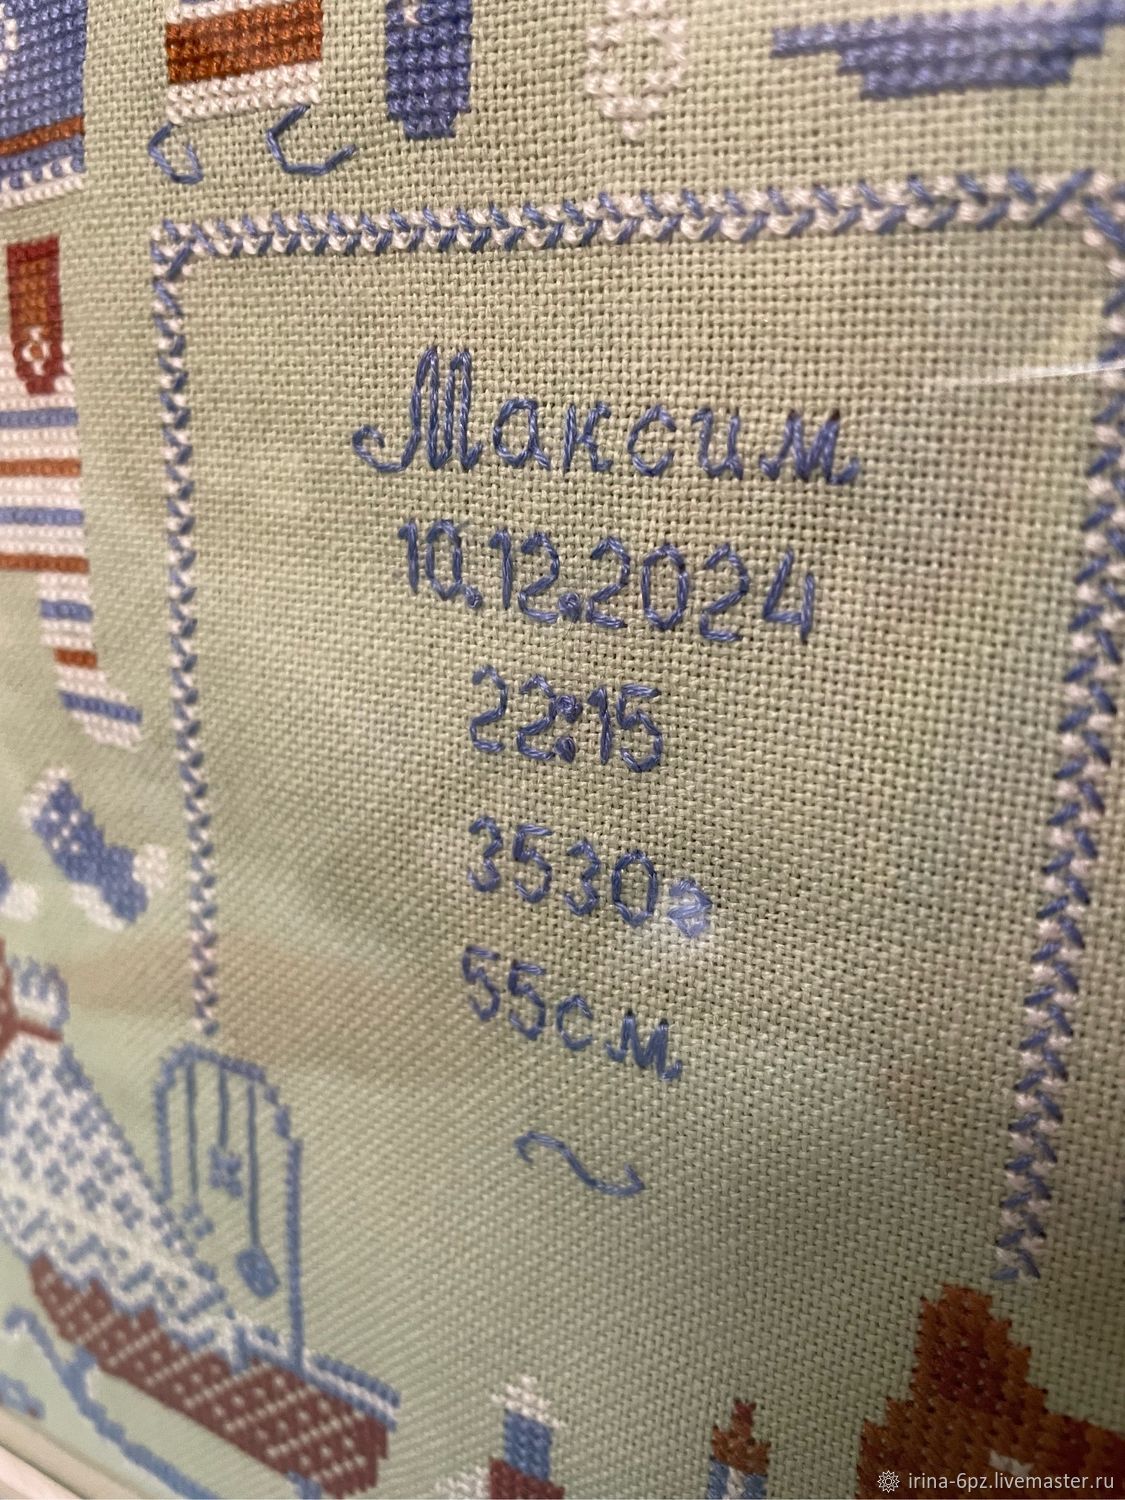 Максим
10.12.2024
22:15
3530г
55см
irina-6pz.livemaster.ru